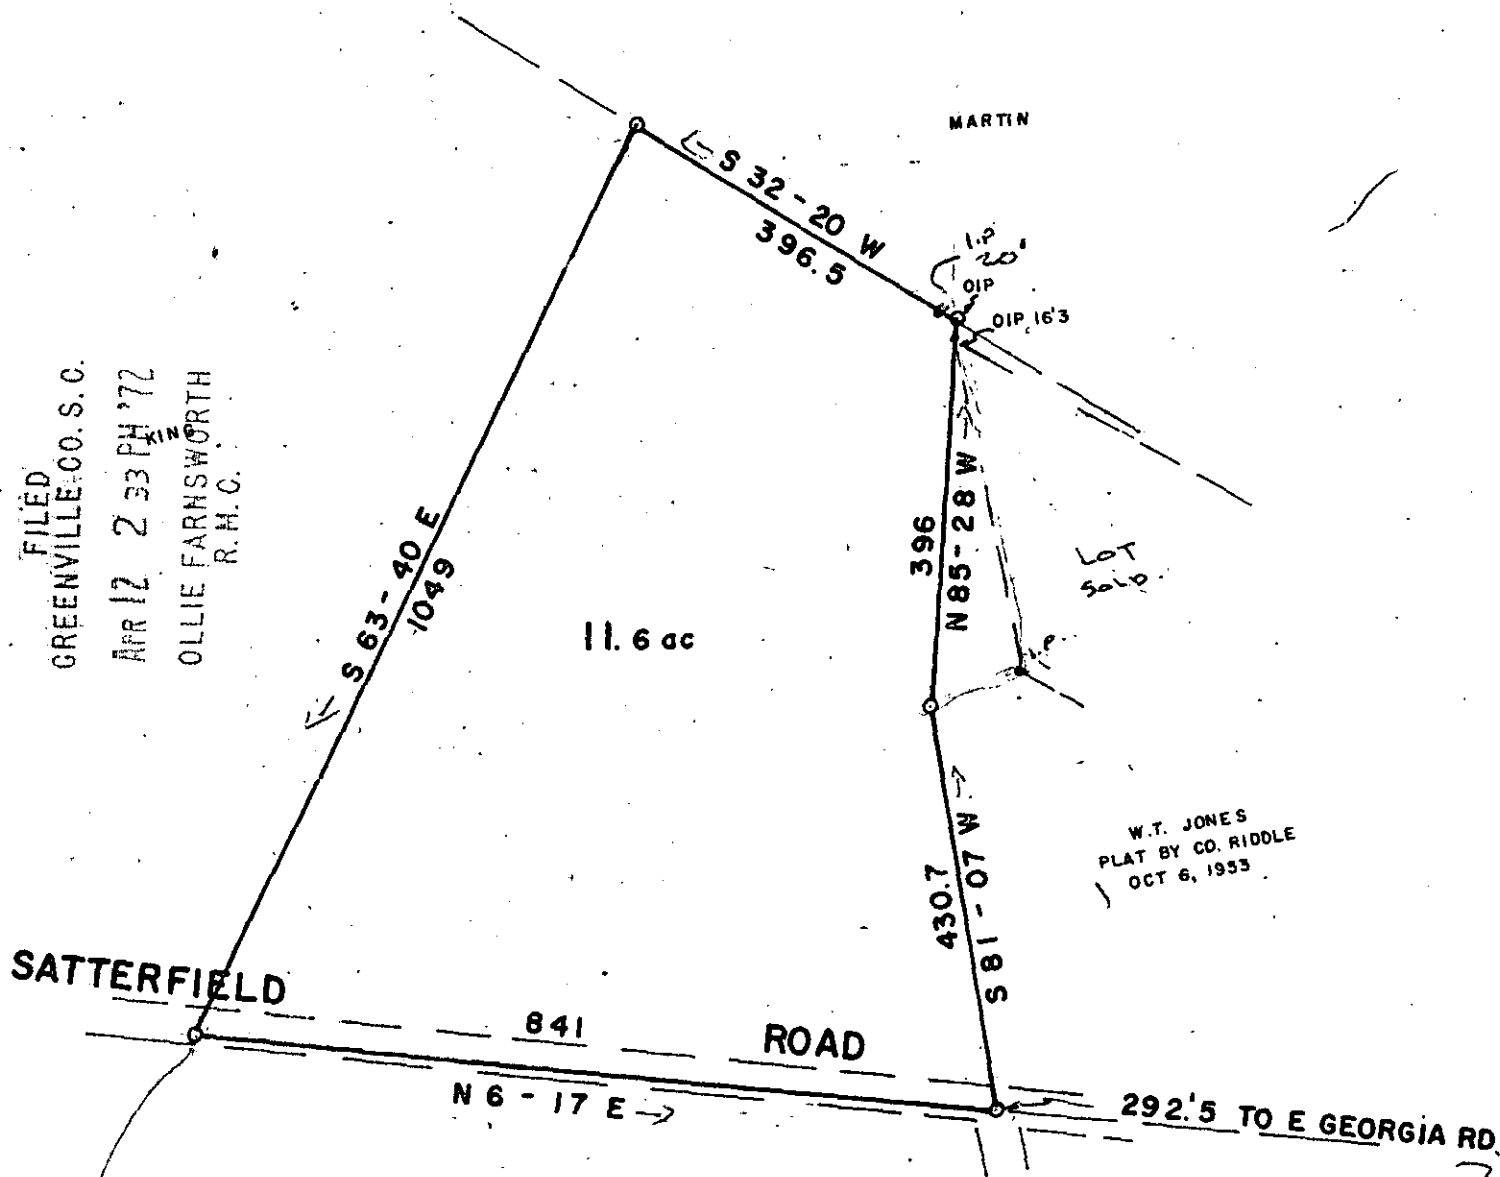 MARTIN
S 32-20 W
396.5
I.P
20'
OIP
OIP 16'3
FILED
GREENVILLE CO. S. C.
APR 12 2 33 PM '72
KING
OLLIE FARNSWORTH
R. M. C.
S 63-40 E
1049
396
N 85-28 W
LOT
SOLD.
11.6 ac
I.P.
W.T. JONES
PLAT BY CO. RIDDLE
OCT 6, 1953
430.7
S 81-07 W
SATTERFIELD
841
ROAD
N 6-17 E
292.'5 TO E GEORGIA RD.